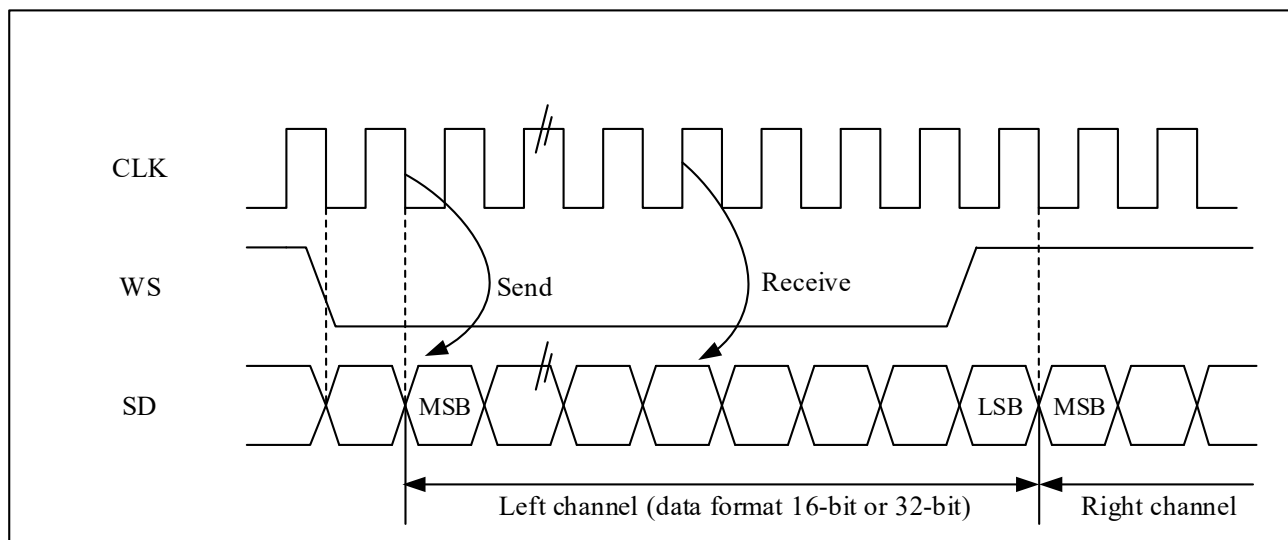 CLK
WS
Send
Receive
SD
MSB
LSB
MSB
Left channel (data format 16-bit or 32-bit)
Right channel